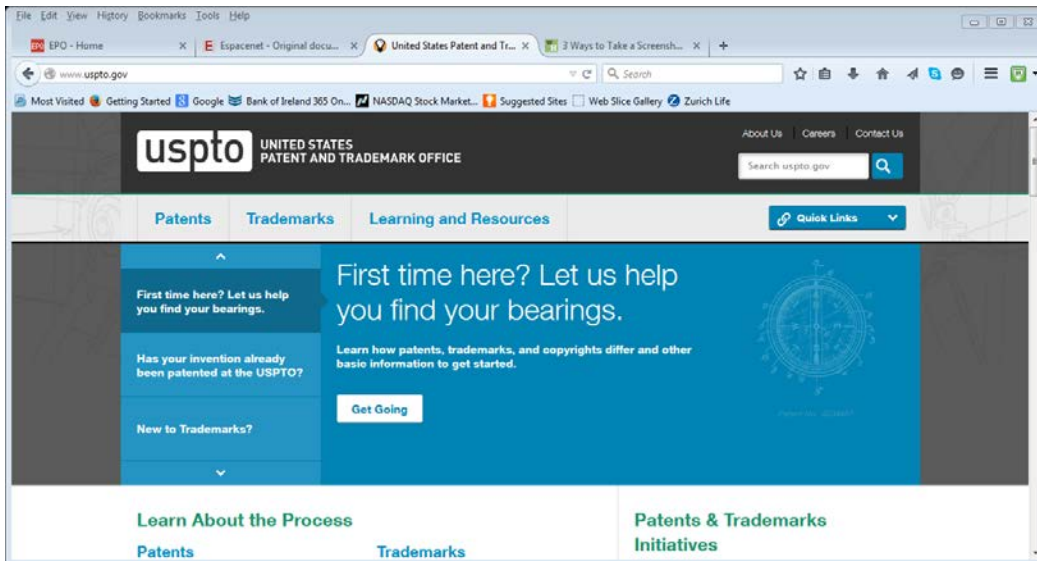 File Edit View History Bookmarks Tools Help
EPO EPO - Home × E Espacenet - Original docu... × United States Patent and Tr... × 3 Ways to Take a Screensh... × +
www.uspto.gov Search
Most Visited Getting Started Google Bank of Ireland 365 On... NASDAQ Stock Market... Suggested Sites Web Slice Gallery Zurich Life
About Us Careers Contact Us
uspto UNITED STATES
PATENT AND TRADEMARK OFFICE
Search uspto.gov
Patents Trademarks Learning and Resources Quick Links
First time here? Let us help
you find your bearings.
Has your invention already
been patented at the USPTO?
New to Trademarks?
First time here? Let us help
you find your bearings.
Learn how patents, trademarks, and copyrights differ and other
basic information to get started.
Get Going
Learn About the Process
Patents Trademarks
Patents & Trademarks
Initiatives